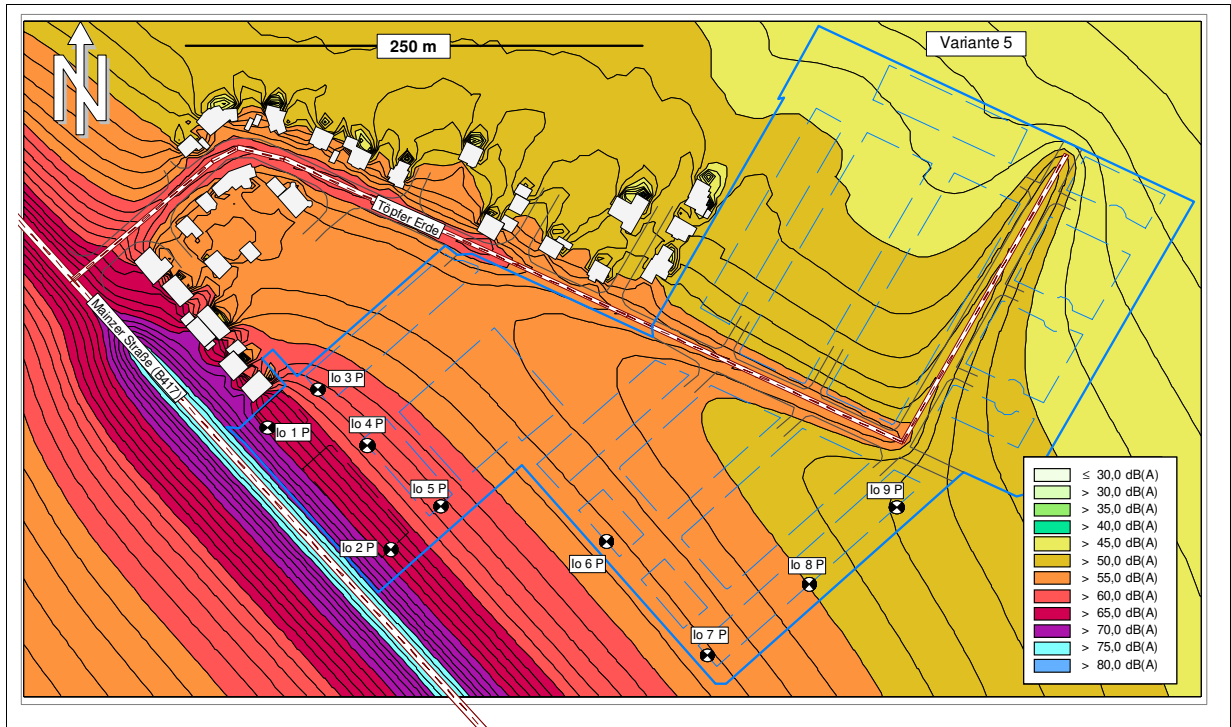 N
250 m
Variante 5
Töpfer Erde
Mainzer Straße (B417)
Io 3 P
Io 1 P
Io 4 P
Io 5 P
Io 2 P
Io 6 P
Io 9 P
Io 8 P
Io 7 P
≤ 30,0 dB(A)
> 30,0 dB(A)
> 35,0 dB(A)
> 40,0 dB(A)
> 45,0 dB(A)
> 50,0 dB(A)
> 55,0 dB(A)
> 60,0 dB(A)
> 65,0 dB(A)
> 70,0 dB(A)
> 75,0 dB(A)
> 80,0 dB(A)